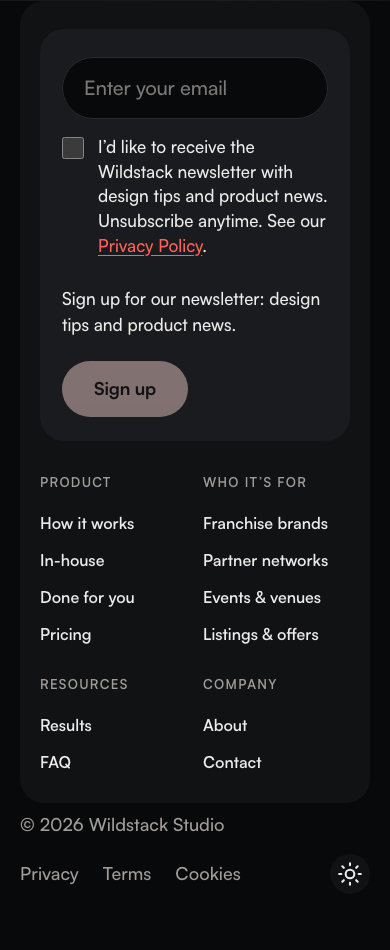 Enter your email
I’d like to receive the
Wildstack newsletter with
design tips and product news.
Unsubscribe anytime. See our
Privacy Policy.
Sign up for our newsletter: design
tips and product news.
Sign up
PRODUCT
How it works
In-house
Done for you
Pricing
WHO IT’S FOR
Franchise brands
Partner networks
Events & venues
Listings & offers
RESOURCES
Results
FAQ
COMPANY
About
Contact
© 2026 Wildstack Studio
Privacy Terms Cookies